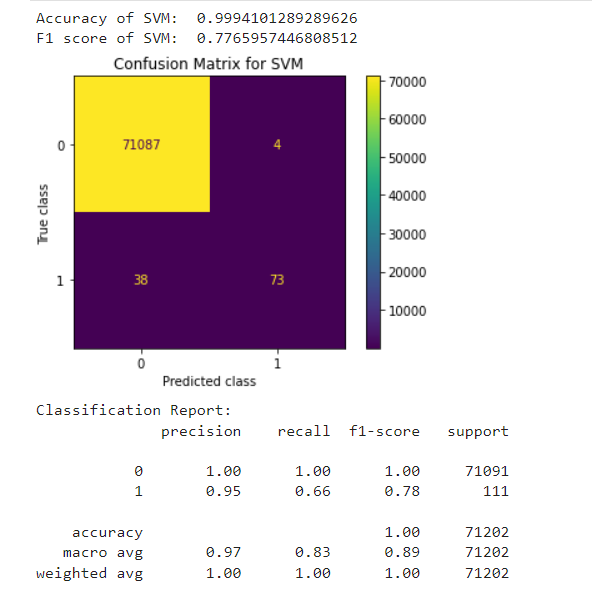 Accuracy of SVM:  0.9994101289289626
F1 score of SVM:  0.7765957446808512
Confusion Matrix for SVM
70000
60000
50000
40000
30000
20000
10000
True class
0
71087
4
1
38
73
0
1
Predicted class
Classification Report:
precision recall f1-score support
0 1.00 1.00 1.00 71091
1 0.95 0.66 0.78 111
accuracy 1.00 71202
macro avg 0.97 0.83 0.89 71202
weighted avg 1.00 1.00 1.00 71202